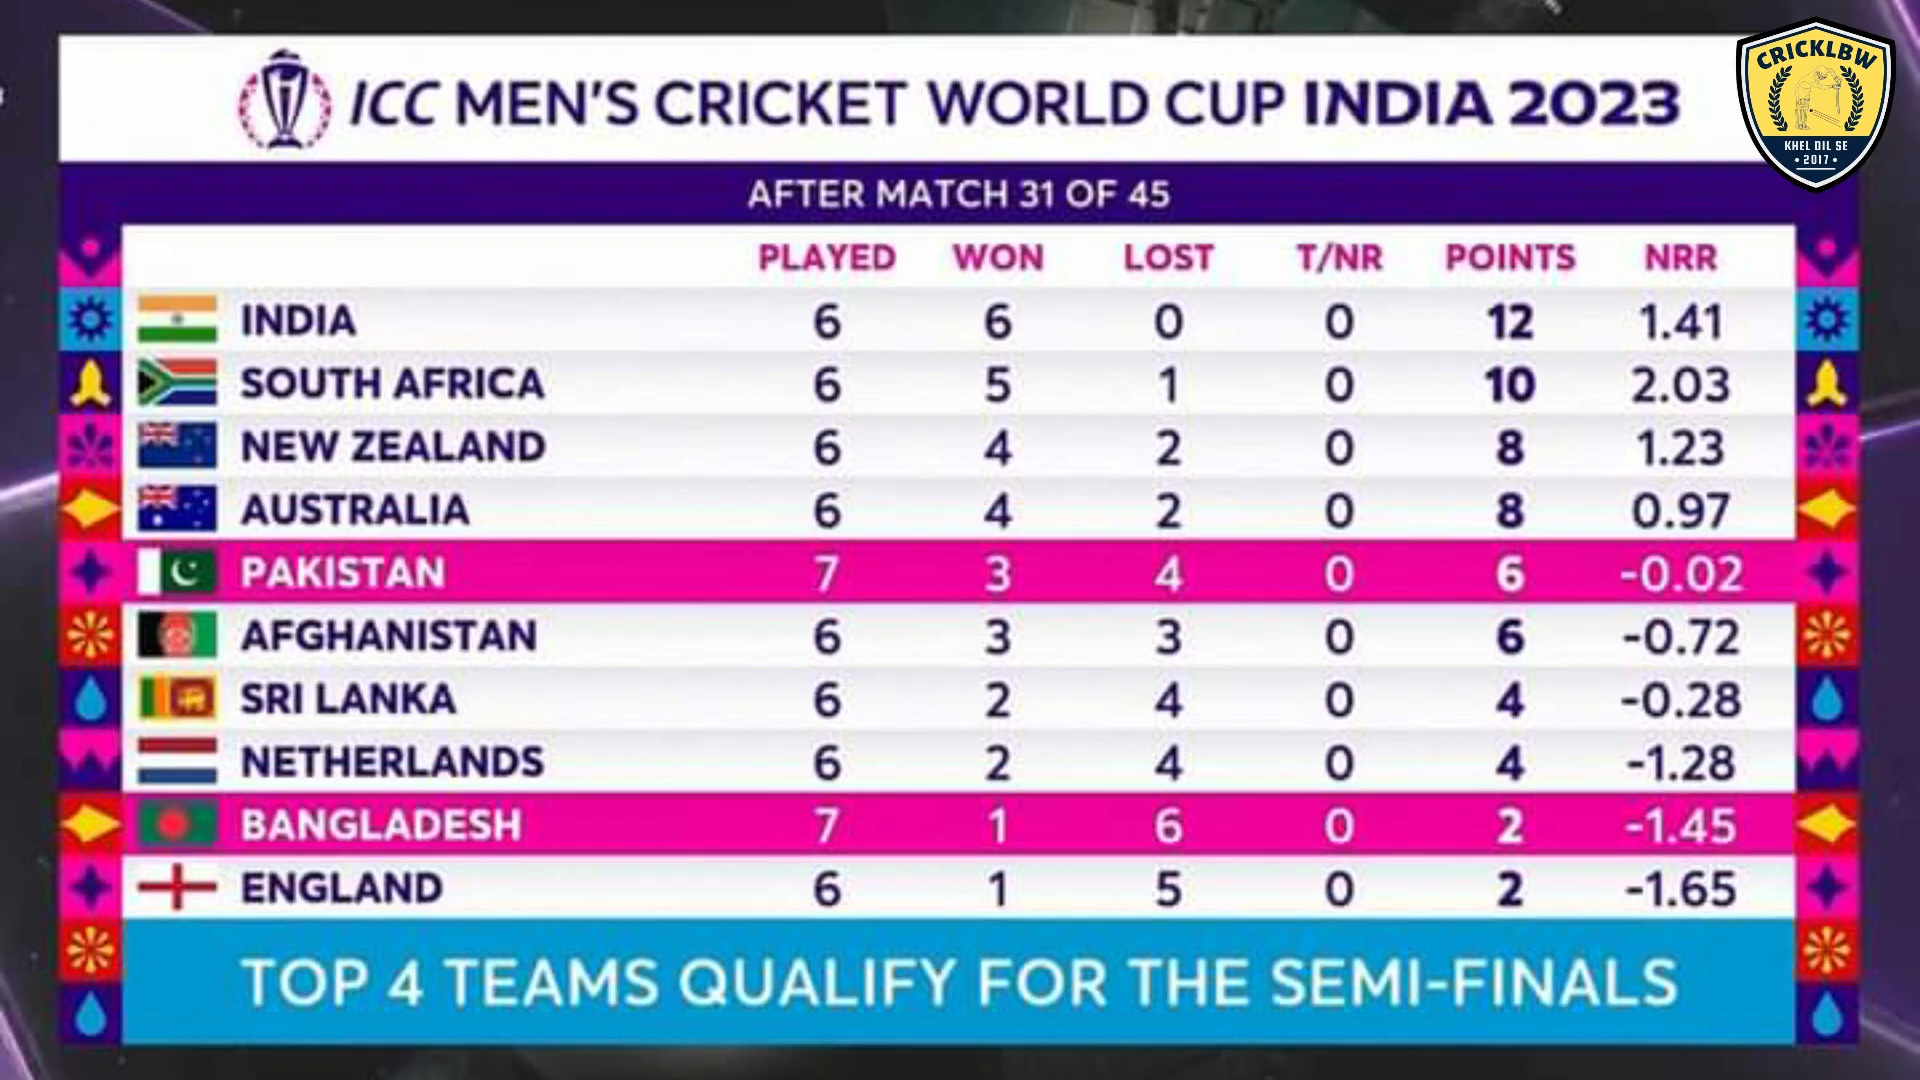 ICC MEN'S CRICKET WORLD CUP INDIA 2023
CRICKLBW
KHEL DIL SE
• 2017 •
AFTER MATCH 31 OF 45
PLAYED WON LOST T/NR POINTS NRR
INDIA 6 6 0 0 12 1.41
SOUTH AFRICA 6 5 1 0 10 2.03
NEW ZEALAND 6 4 2 0 8 1.23
AUSTRALIA 6 4 2 0 8 0.97
PAKISTAN 7 3 4 0 6 -0.02
AFGHANISTAN 6 3 3 0 6 -0.72
SRI LANKA 6 2 4 0 4 -0.28
NETHERLANDS 6 2 4 0 4 -1.28
BANGLADESH 7 1 6 0 2 -1.45
ENGLAND 6 1 5 0 2 -1.65
TOP 4 TEAMS QUALIFY FOR THE SEMI-FINALS